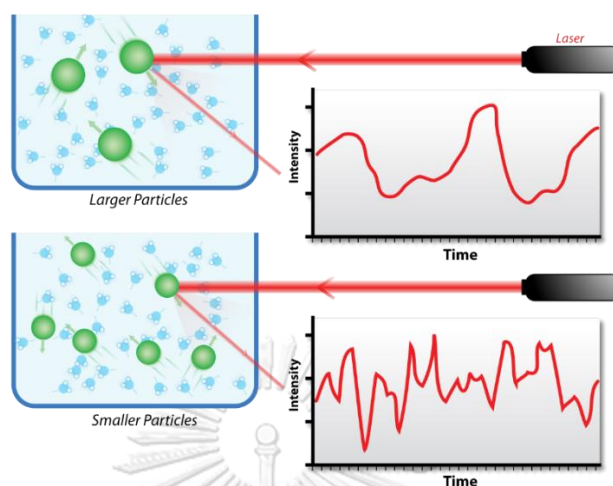 Laser
Intensity
Time
Larger Particles
Intensity
Time
Smaller Particles